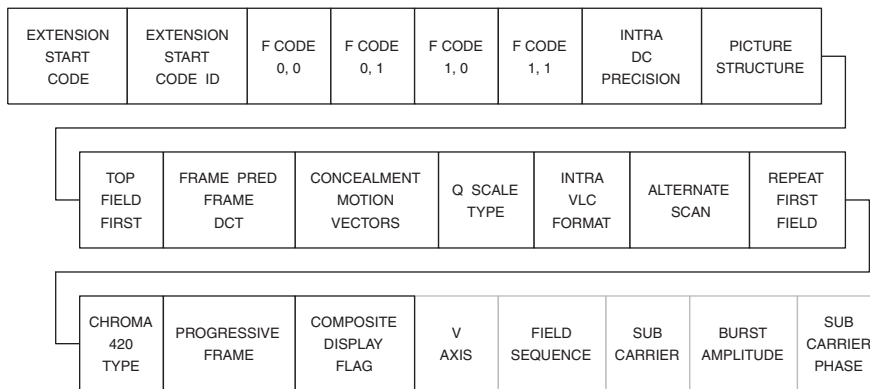 EXTENSION
START
CODE
EXTENSION
START
CODE ID
F CODE
0, 0
F CODE
0, 1
F CODE
1, 0
F CODE
1, 1
INTRA
DC
PRECISION
PICTURE
STRUCTURE
TOP
FIELD
FIRST
FRAME PRED
FRAME
DCT
CONCEALMENT
MOTION
VECTORS
Q SCALE
TYPE
INTRA
VLC
FORMAT
ALTERNATE
SCAN
REPEAT
FIRST
FIELD
CHROMA
420
TYPE
PROGRESSIVE
FRAME
COMPOSITE
DISPLAY
FLAG
V
AXIS
FIELD
SEQUENCE
SUB
CARRIER
BURST
AMPLITUDE
SUB
CARRIER
PHASE